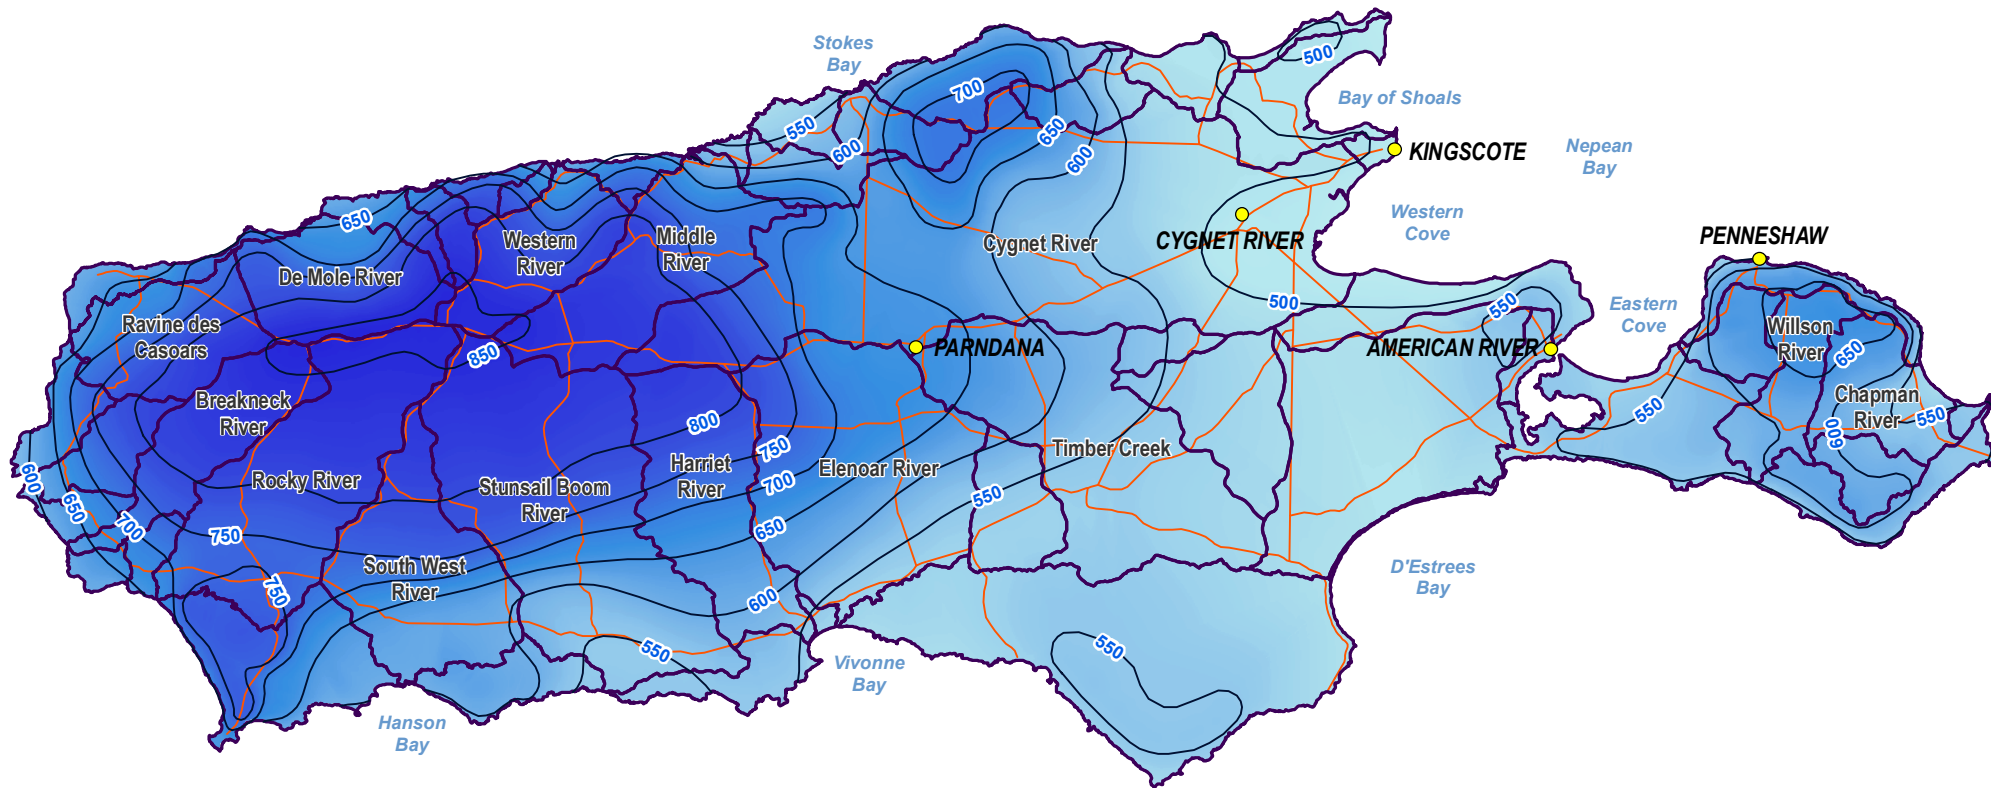 Stokes
Bay
500
700
Bay of Shoals
550
650
600
600
KINGSCOTE
Nepean
Bay
650
Western
Cove
Western
River
Middle
River
Cygnet River
CYGNET RIVER
PENNESHAW
De Mole River
500
550
Eastern
Cove
Ravine des
Casoars
850
PARNDANA
AMERICAN RIVER
Willson
River
650
Breakneck
River
800
550
Chapman
River
550
600
750
Timber Creek
Harriet
River
Elenoar River
Rocky River
Stunsail Boom
River
700
550
600
650
700
750
650
South West
River
750
600
D'Estrees
Bay
550
550
Vivonne
Bay
Hanson
Bay